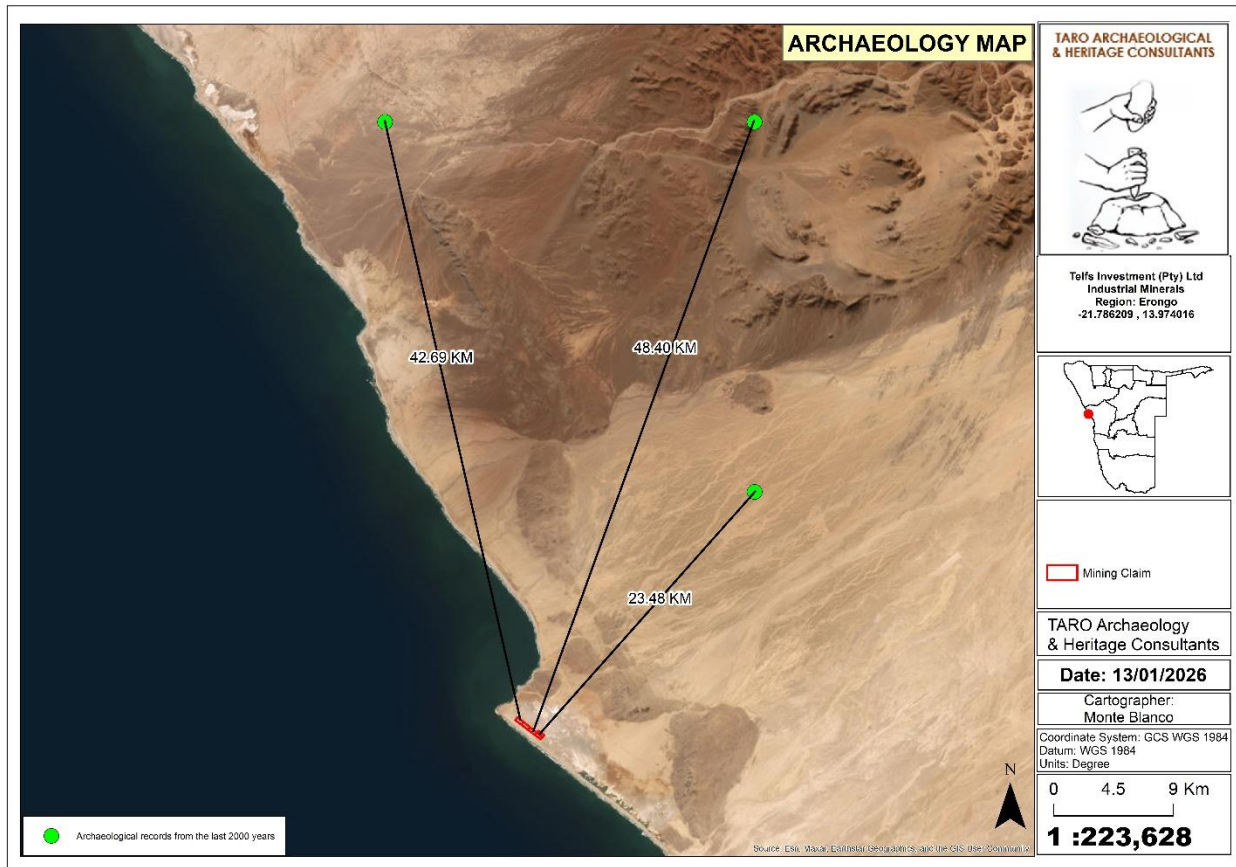 ARCHAEOLOGY MAP
42.69 KM
48.40 KM
23.48 KM
Archaeological records from the last 2000 years
Source: Esri, Maxar, Earthstar Geographics, and the GIS User Community
TARO ARCHAEOLOGICAL
& HERITAGE CONSULTANTS
Telfs Investment (Pty) Ltd
Industrial Minerals
Region: Erongo
-21.786209 , 13.974016
Mining Claim
TARO Archaeology
& Heritage Consultants
Date: 13/01/2026
Cartographer:
Monte Blanco
Coordinate System: GCS WGS 1984
Datum: WGS 1984
Units: Degree
N
0 4.5 9 Km
1 :223,628